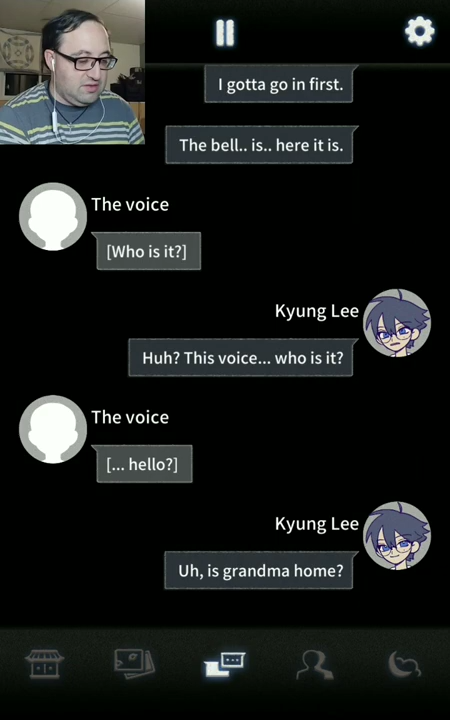 I gotta go in first.
The bell.. is.. here it is.
The voice
[Who is it?]
Kyung Lee
Huh? This voice... who is it?
The voice
[... hello?]
Kyung Lee
Uh, is grandma home?